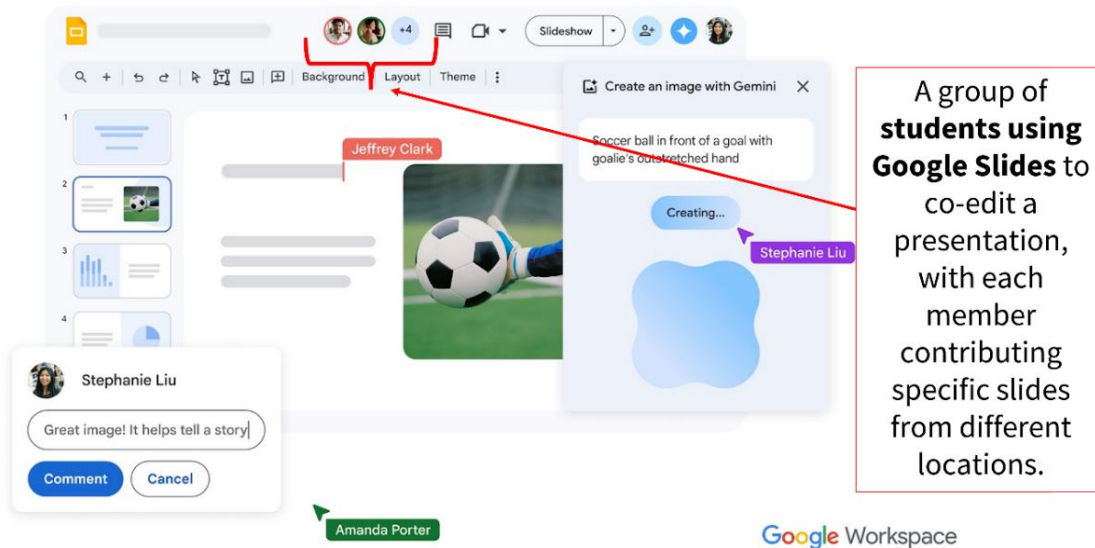 +4
Slideshow
Background Layout Theme
1
Jeffrey Clark
2
3
4
Create an image with Gemini
Soccer ball in front of a goal with
goalie's outstretched hand
Creating...
Stephanie Liu
Stephanie Liu
Great image! It helps tell a story
Comment Cancel
Amanda Porter
Google Workspace
A group of
students using
Google Slides to
co-edit a
presentation,
with each
member
contributing
specific slides
from different
locations.